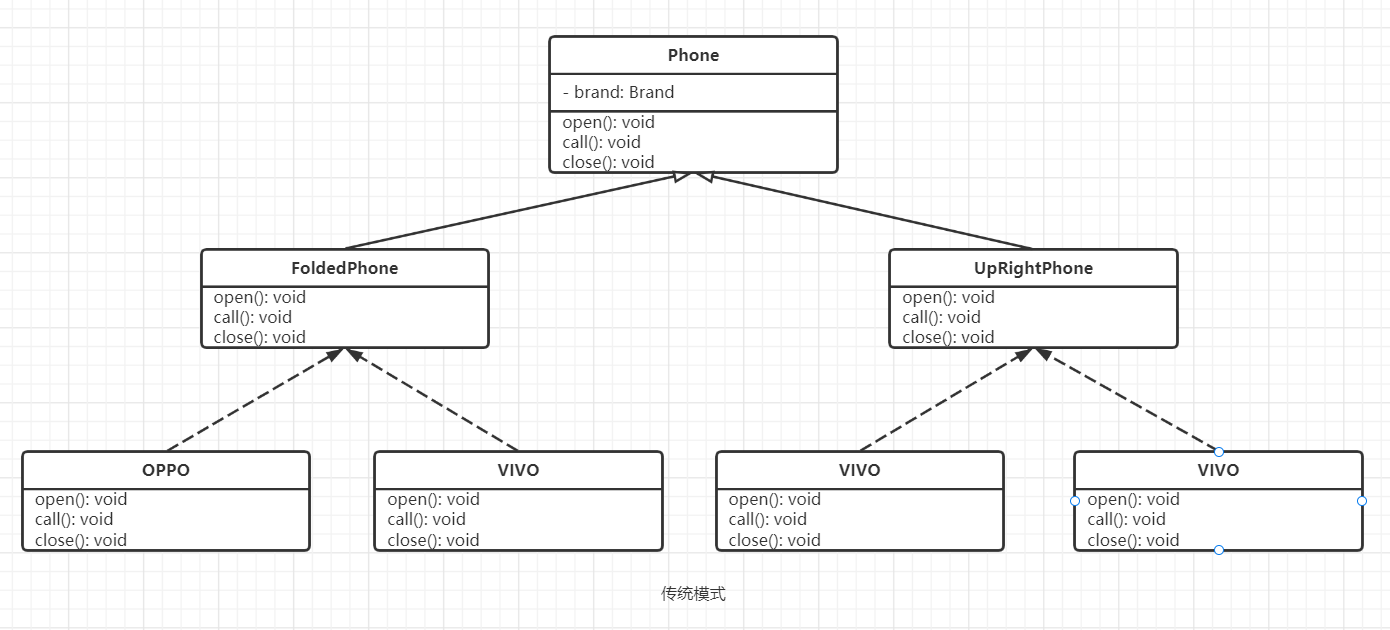 Phone
- brand: Brand
open(): void
call(): void
close(): void
FoldedPhone
open(): void
call(): void
close(): void
UpRightPhone
open(): void
call(): void
close(): void
OPPO
open(): void
call(): void
close(): void
VIVO
open(): void
call(): void
close(): void
VIVO
open(): void
call(): void
close(): void
VIVO
open(): void
call(): void
close(): void
传统模式